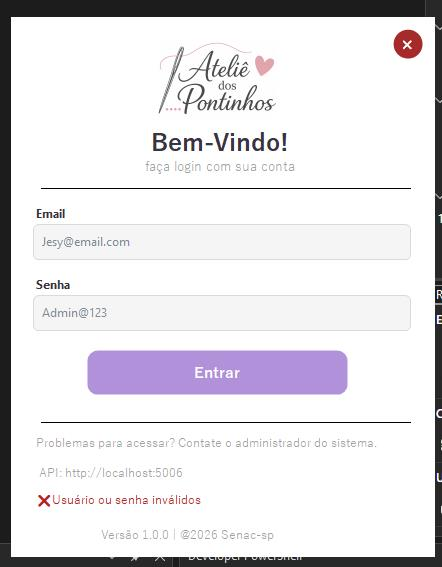 Ateliê
dos
Pontinhos
Bem-Vindo!
faça login com sua conta
Email
Jesy@email.com
Senha
Admin@123
Entrar
Problemas para acessar? Contate o administrador do sistema.
API: http://localhost:5006
❌Usuário ou senha inválidos
Versão 1.0.0 | @2026 Senac-sp